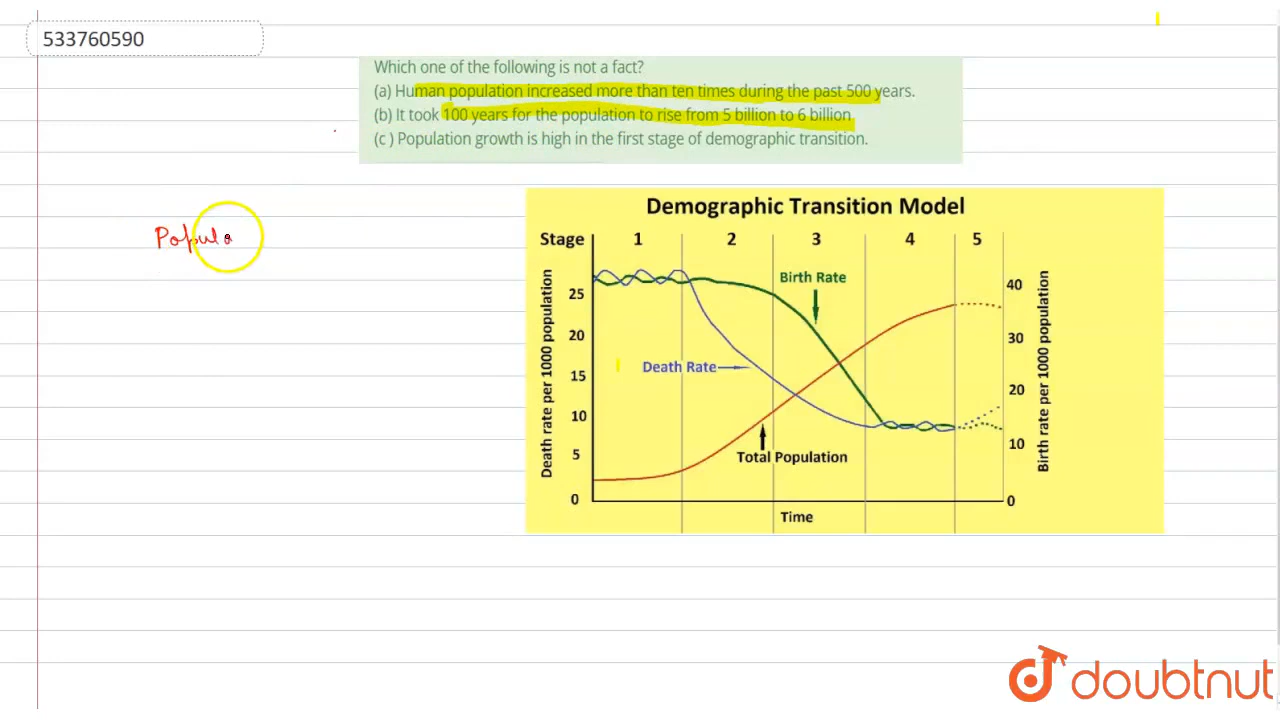 533760590
Which one of the following is not a fact?
(a) Human population increased more than ten times during the past 500 years.
(b) It took 100 years for the population to rise from 5 billion to 6 billion
(c ) Population growth is high in the first stage of demographic transition.
Popula
Demographic Transition Model
Stage 1 2 3 4 5
Birth Rate
Death Rate
Total Population
Death rate per 1000 population
25
20
15
10
5
0
Birth rate per 1000 population
40
30
20
10
0
Time
doubtnut